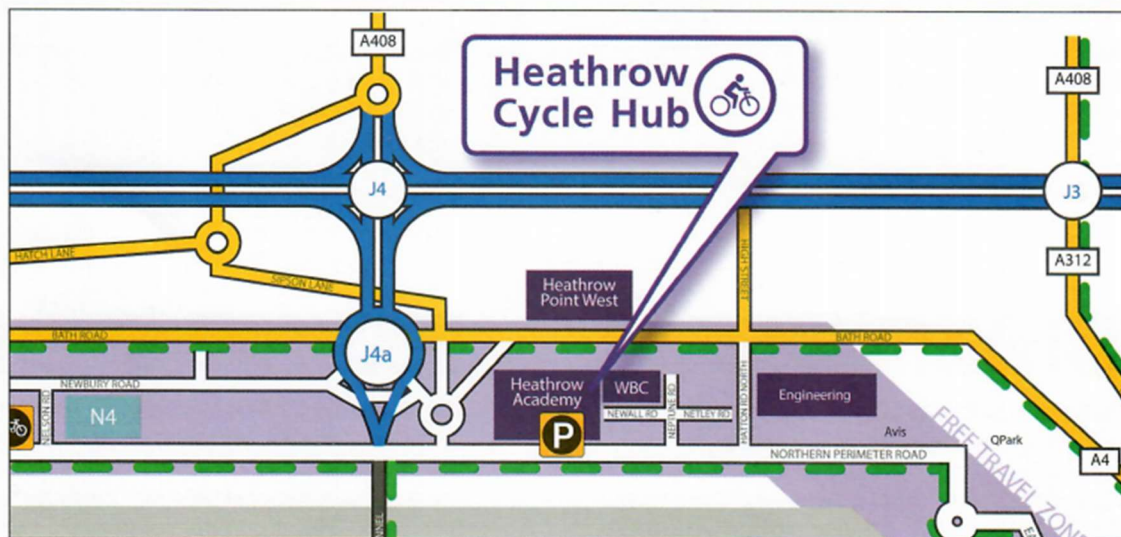 A408
Heathrow
Cycle Hub
A408
J4
J3
HATCH LANE
SIPSON LANE
HIGH STREET
A312
Heathrow
Point West
BATH ROAD
BATH ROAD
J4a
NEWBURY ROAD
Heathrow
Academy
WBC
Engineering
NELSON RD
N4
NEWALL RD
NETLEY RD
NEPTUNE RD
HATTON RD NORTH
P
Avis
QPark
FREE TRAVEL ZONE
NORTHERN PERIMETER ROAD
A4